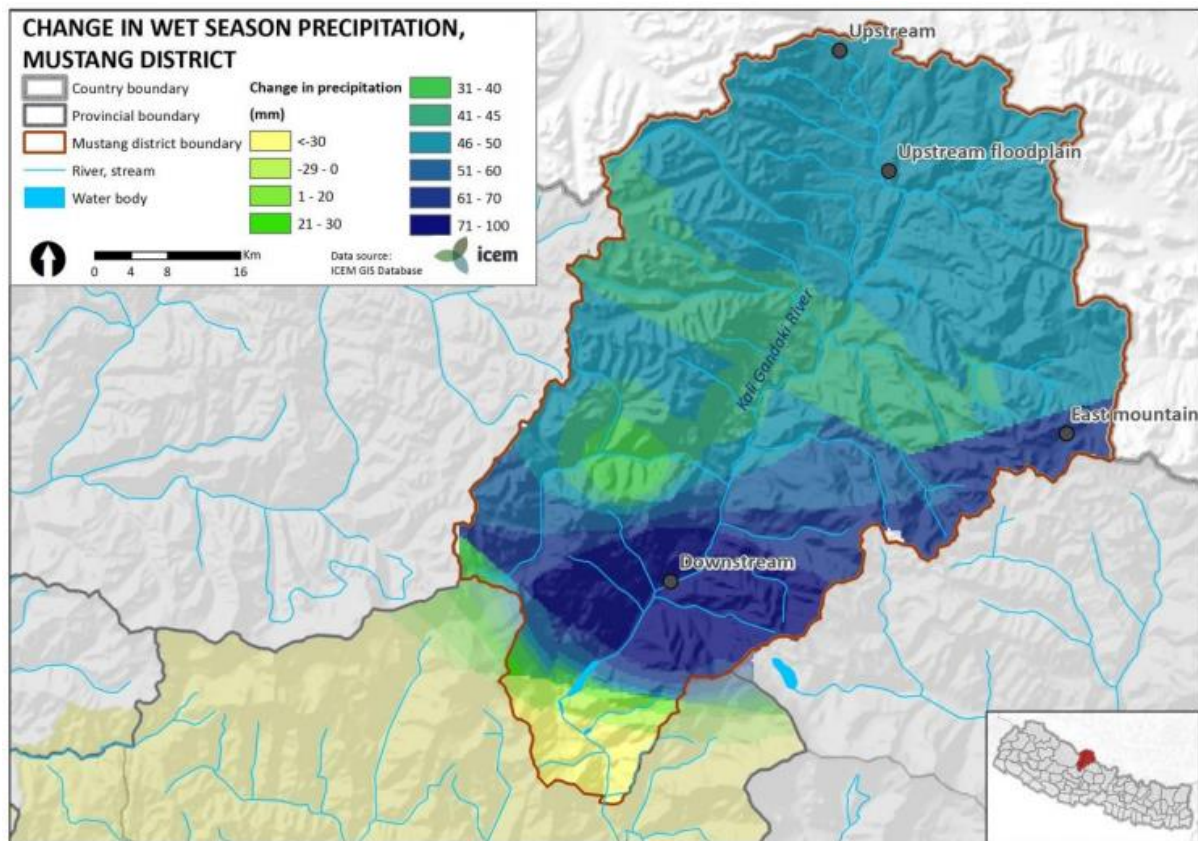 CHANGE IN WET SEASON PRECIPITATION,
MUSTANG DISTRICT
Country boundary
Provincial boundary
Mustang district boundary
River, stream
Water body
Change in precipitation
(mm)
<-30
-29 - 0
1 - 20
21 - 30
31 - 40
41 - 45
46 - 50
51 - 60
61 - 70
71 - 100
0 4 8 16
Km
Data source:
ICEM GIS Database
icem
Upstream
Upstream floodplain
Kali Gandaki River
East mountain
Downstream